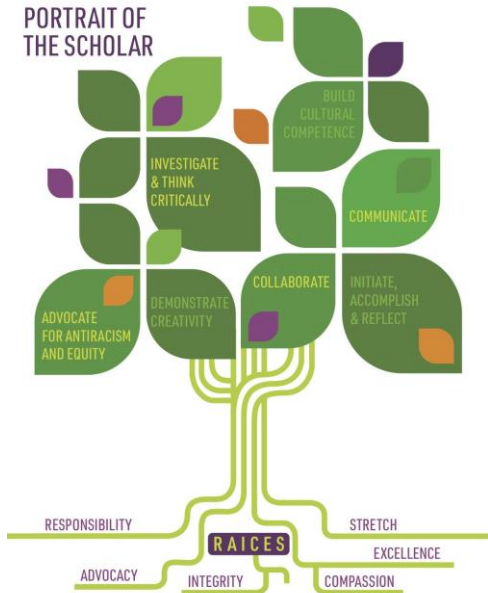 PORTRAIT OF
THE SCHOLAR
BUILD
CULTURAL
COMPETENCE
INVESTIGATE
& THINK
CRITICALLY
COMMUNICATE
COLLABORATE
INITIATE,
ACCOMPLISH
& REFLECT
DEMONSTRATE
CREATIVITY
ADVOCATE
FOR ANTIRACISM
AND EQUITY
RESPONSIBILITY
STRETCH
RAICES
EXCELLENCE
ADVOCACY
INTEGRITY
COMPASSION